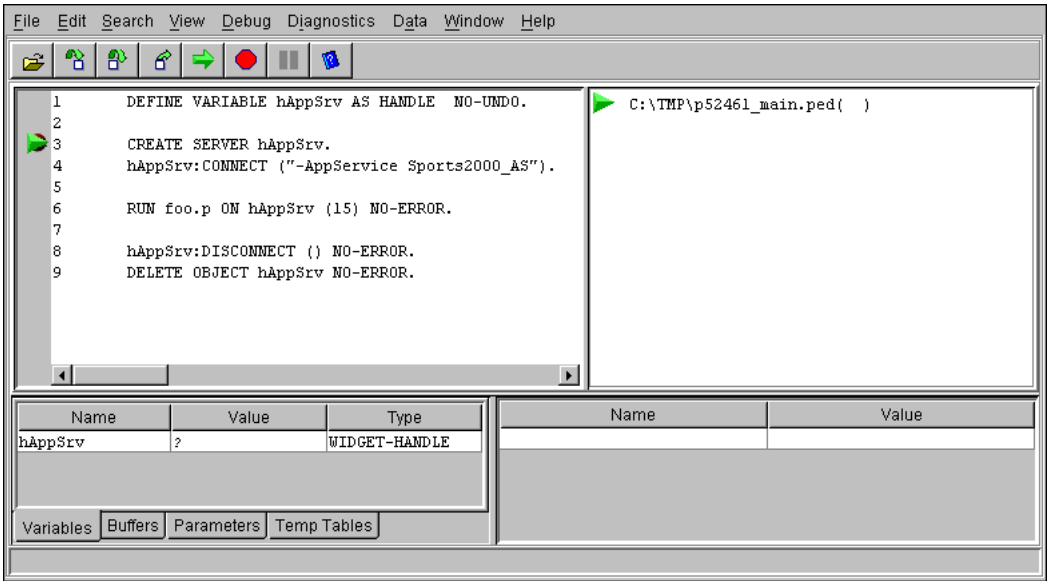 File Edit Search View Debug Diagnostics Data Window Help
1 DEFINE VARIABLE hAppSrv AS HANDLE  NO-UNDO.
2
3 CREATE SERVER hAppSrv.
4 hAppSrv:CONNECT ("-AppService Sports2000_AS").
5
6 RUN foo.p ON hAppSrv (15) NO-ERROR.
7
8 hAppSrv:DISCONNECT () NO-ERROR.
9 DELETE OBJECT hAppSrv NO-ERROR.
C:\TMP\p52461_main.ped(  )
Name Value Type
hAppSrv ? WIDGET-HANDLE
Variables Buffers Parameters Temp Tables
Name Value